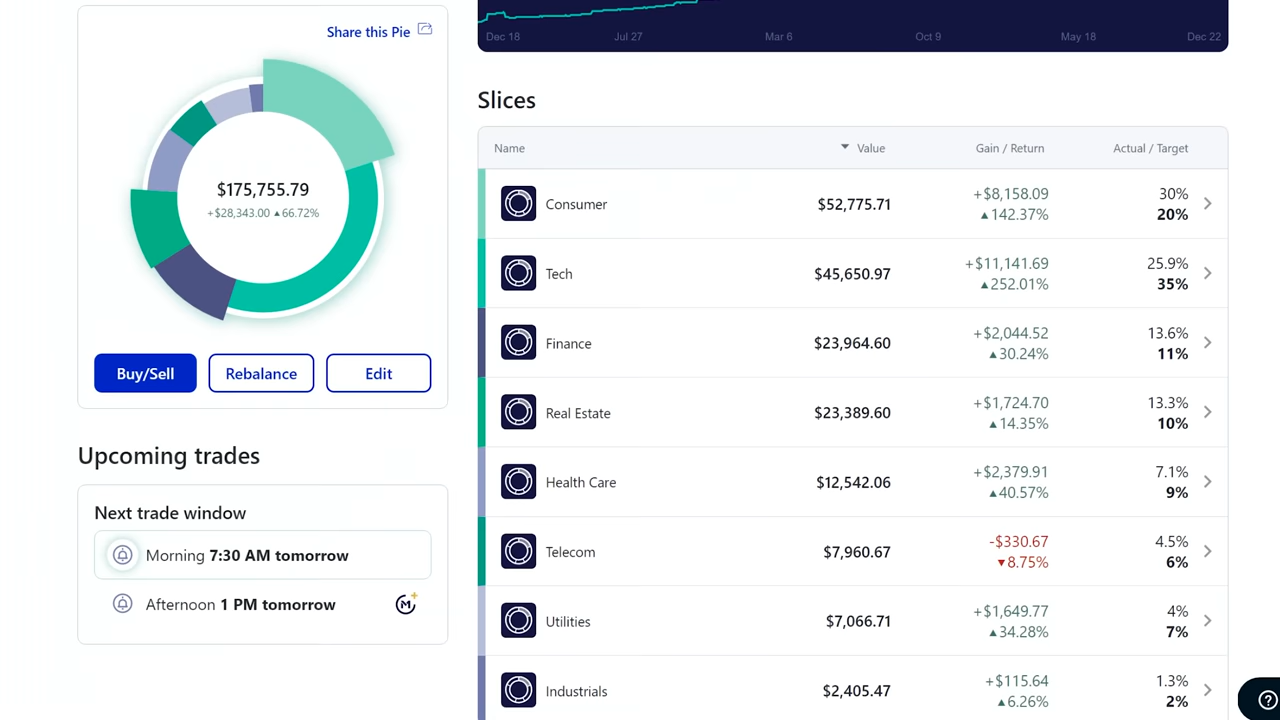 Share this Pie
$175,755.79
+$28,343.00 ▲66.72%
Buy/Sell
Rebalance
Edit
Upcoming trades
Next trade window
Morning 7:30 AM tomorrow
Afternoon 1 PM tomorrow
M+
Dec 18 Jul 27 Mar 6 Oct 9 May 18 Dec 22
Slices
Name ▼ Value Gain / Return Actual / Target
Consumer $52,775.71 +$8,158.09 30%
▲142.37% 20%
Tech $45,650.97 +$11,141.69 25.9%
▲252.01% 35%
Finance $23,964.60 +$2,044.52 13.6%
▲30.24% 11%
Real Estate $23,389.60 +$1,724.70 13.3%
▲14.35% 10%
Health Care $12,542.06 +$2,379.91 7.1%
▲40.57% 9%
Telecom $7,960.67 -$330.67 4.5%
▼8.75% 6%
Utilities $7,066.71 +$1,649.77 4%
▲34.28% 7%
Industrials $2,405.47 +$115.64 1.3%
▲6.26% 2%
?